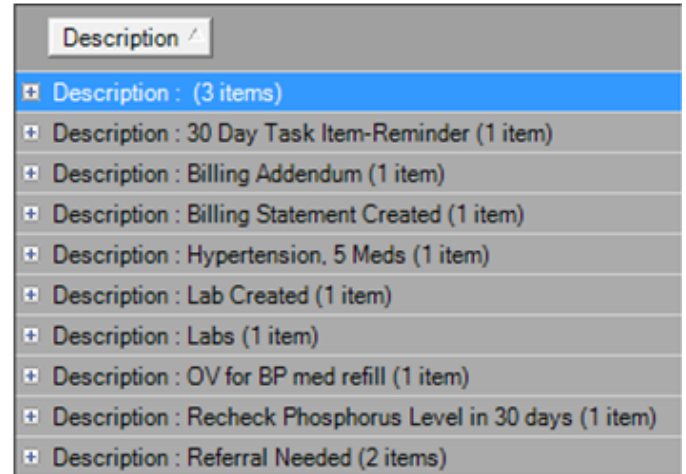 Description
Description : (3 items)
Description : 30 Day Task Item-Reminder (1 item)
Description : Billing Addendum (1 item)
Description : Billing Statement Created (1 item)
Description : Hypertension, 5 Meds (1 item)
Description : Lab Created (1 item)
Description : Labs (1 item)
Description : OV for BP med refill (1 item)
Description : Recheck Phosphorus Level in 30 days (1 item)
Description : Referral Needed (2 items)